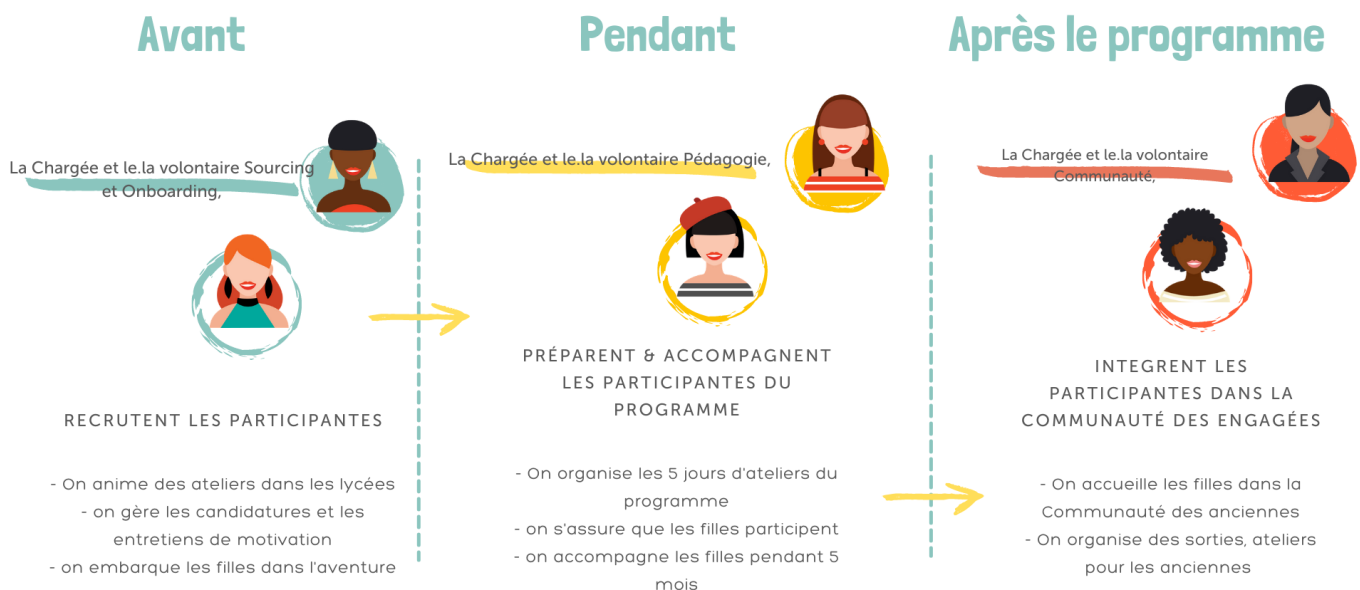 Avant
La Chargée et le.la volontaire Sourcing
et Onboarding,
RECRUTENT LES PARTICIPANTES
- On anime des ateliers dans les lycées
- on gère les candidatures et les
entretiens de motivation
- on embarque les filles dans l'aventure
Pendant
La Chargée et le.la volontaire Pédagogie,
PRÉPARENT & ACCOMPAGNENT
LES PARTICIPANTES DU
PROGRAMME
- On organise les 5 jours d'ateliers du
programme
- on s'assure que les filles participent
- on accompagne les filles pendant 5
mois
Après le programme
La Chargée et le.la volontaire
Communauté,
INTEGRENT LES
PARTICIPANTES DANS LA
COMMUNAUTÉ DES ENGAGÉES
- On accueille les filles dans la
Communauté des anciennes
- On organise des sorties, ateliers
pour les anciennes